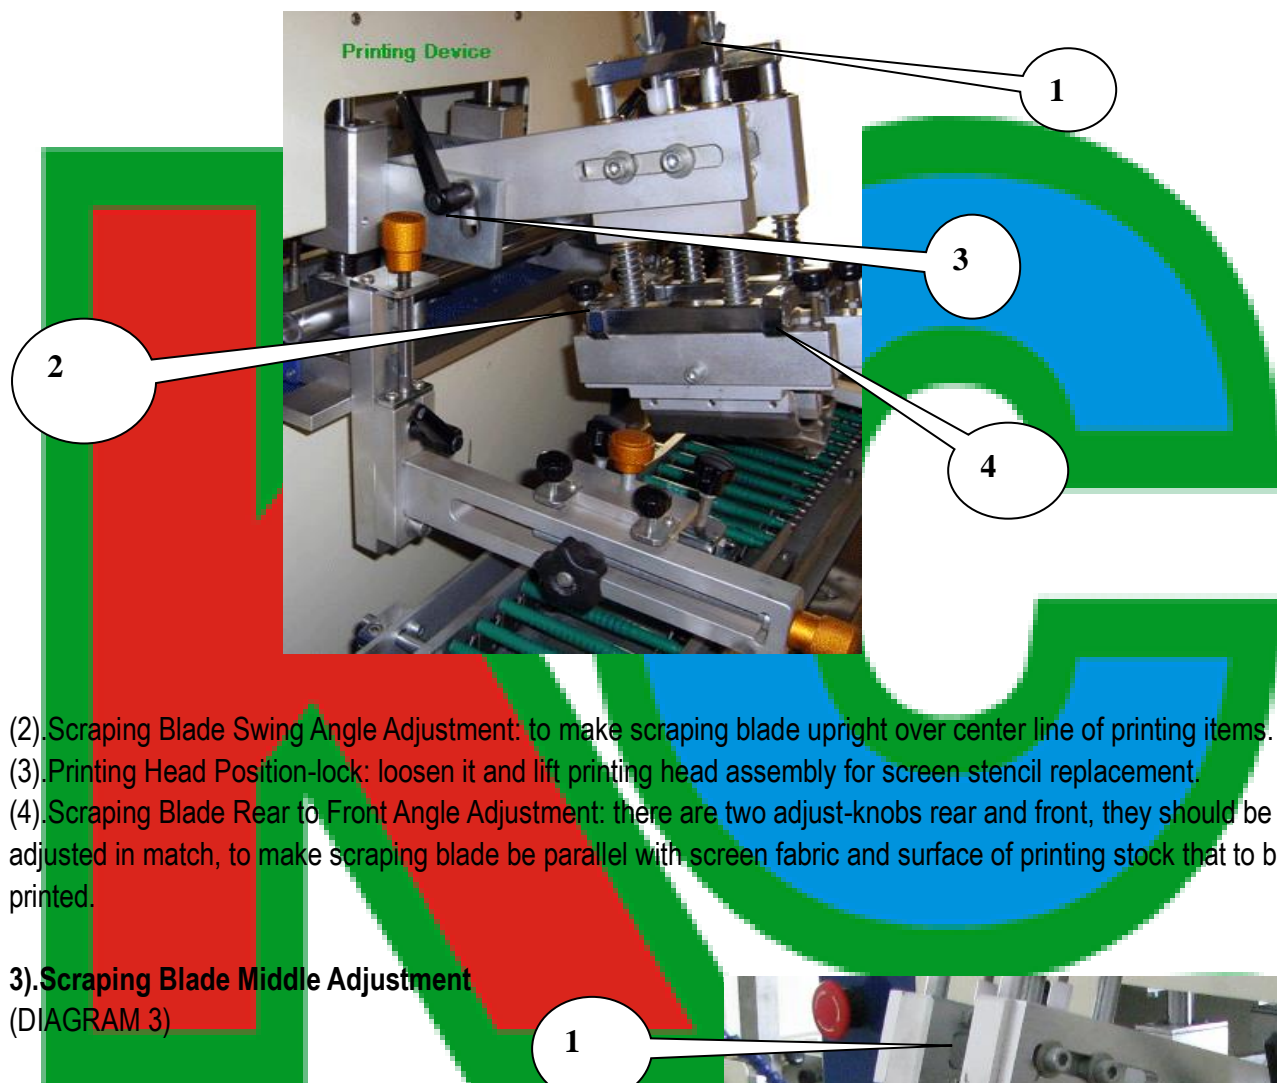 Printing Device
1
3
2
4
(2).Scraping Blade Swing Angle Adjustment: to make scraping blade upright over center line of printing items.
(3).Printing Head Position-lock: loosen it and lift printing head assembly for screen stencil replacement.
(4).Scraping Blade Rear to Front Angle Adjustment: there are two adjust-knobs rear and front, they should be
adjusted in match, to make scraping blade be parallel with screen fabric and surface of printing stock that to b
printed.
3).Scraping Blade Middle Adjustment
(DIAGRAM 3)
1